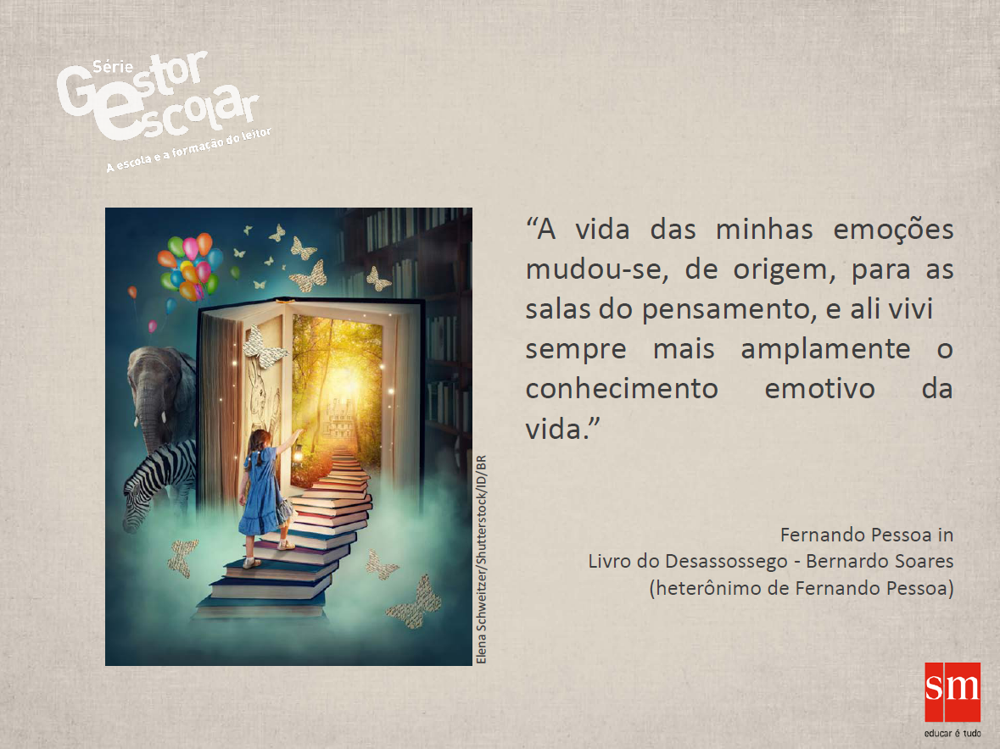 Série
Gestor
escolar
A escola e a formação do leitor
“A vida das minhas emoções
mudou-se, de origem, para as
salas do pensamento, e ali vivi
sempre mais amplamente o
conhecimento emotivo da
vida.”
Elena Schweitzer/Shutterstock/ID/BR
Fernando Pessoa in
Livro do Desassossego - Bernardo Soares
(heterônimo de Fernando Pessoa)
sm
educar é tudo